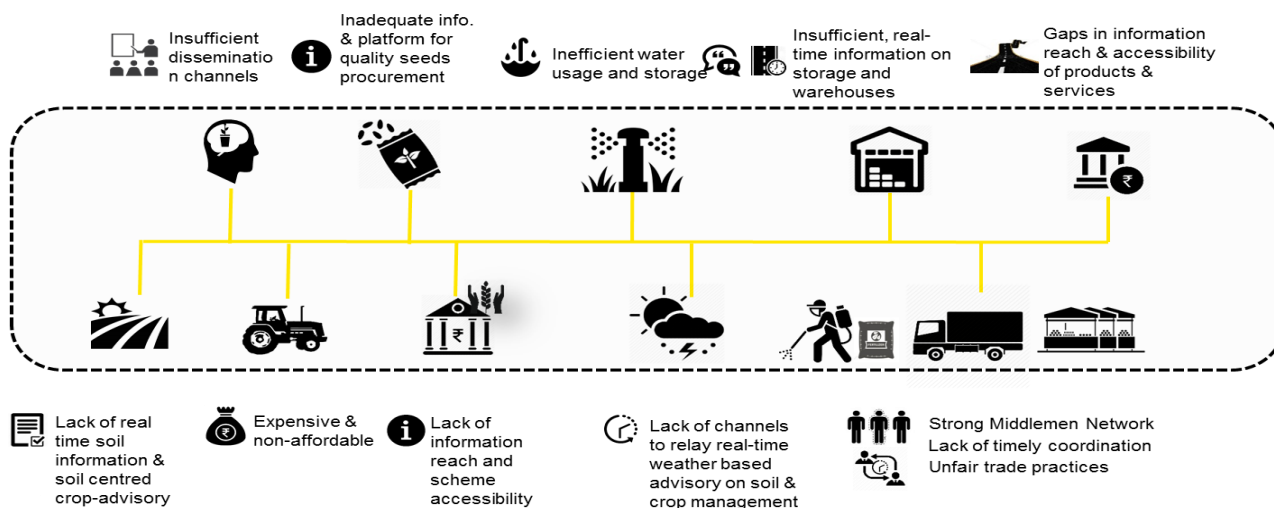 Insufficient
disseminatio
n channels
Inadequate info.
& platform for
quality seeds
procurement
Inefficient water
usage and storage
Insufficient, real-
time information on
storage and
warehouses
Gaps in information
reach & accessibility
of products &
services
₹
₹
Lack of real
time soil
information &
soil centred
crop-advisory
₹
Expensive &
non-affordable
Lack of
information
reach and
scheme
accessibility
Lack of channels
to relay real-time
weather based
advisory on soil &
crop management
Strong Middlemen Network
Lack of timely coordination
Unfair trade practices